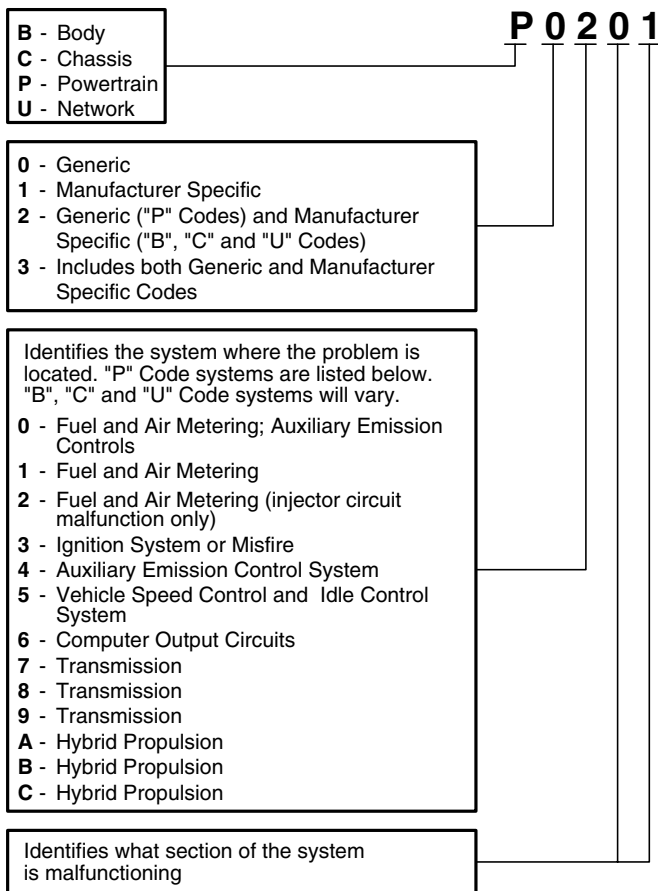 P 0 2 0 1
B - Body
C - Chassis
P - Powertrain
U - Network
0 - Generic
1 - Manufacturer Specific
2 - Generic ("P" Codes) and Manufacturer
Specific ("B", "C" and "U" Codes)
3 - Includes both Generic and Manufacturer
Specific Codes
Identifies the system where the problem is
located. "P" Code systems are listed below.
"B", "C" and "U" Code systems will vary.
0 - Fuel and Air Metering; Auxiliary Emission
Controls
1 - Fuel and Air Metering
2 - Fuel and Air Metering (injector circuit
malfunction only)
3 - Ignition System or Misfire
4 - Auxiliary Emission Control System
5 - Vehicle Speed Control and Idle Control
System
6 - Computer Output Circuits
7 - Transmission
8 - Transmission
9 - Transmission
A - Hybrid Propulsion
B - Hybrid Propulsion
C - Hybrid Propulsion
Identifies what section of the system
is malfunctioning